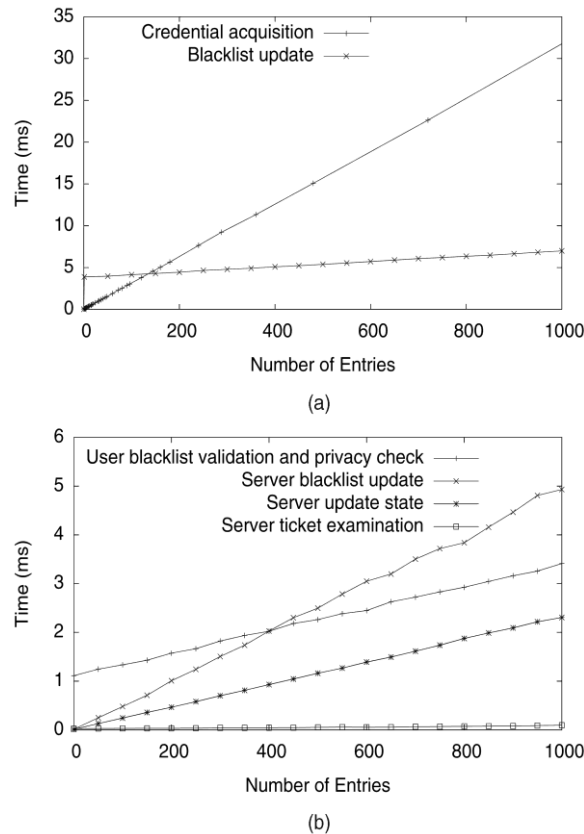 35
30
25
20
15
10
5
0
Time (ms)
Credential acquisition
Blacklist update
0 200 400 600 800 1000
Number of Entries
(a)
6
5
4
3
2
1
0
Time (ms)
User blacklist validation and privacy check
Server blacklist update
Server update state
Server ticket examination
0 200 400 600 800 1000
Number of Entries
(b)